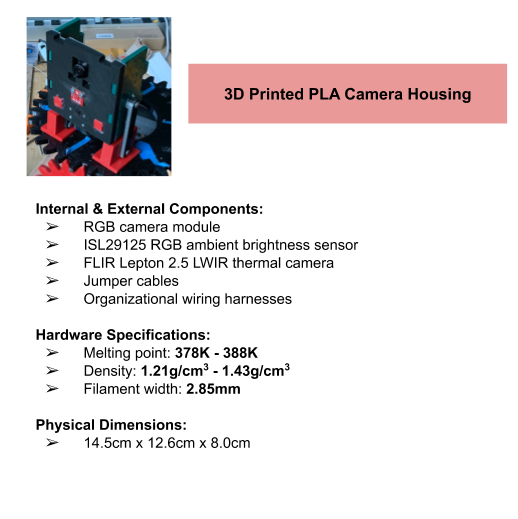 3D Printed PLA Camera Housing
Internal & External Components:
➢ RGB camera module
➢ ISL29125 RGB ambient brightness sensor
➢ FLIR Lepton 2.5 LWIR thermal camera
➢ Jumper cables
➢ Organizational wiring harnesses
Hardware Specifications:
➢ Melting point: 378K - 388K
➢ Density: 1.21g/cm³ - 1.43g/cm³
➢ Filament width: 2.85mm
Physical Dimensions:
➢ 14.5cm x 12.6cm x 8.0cm